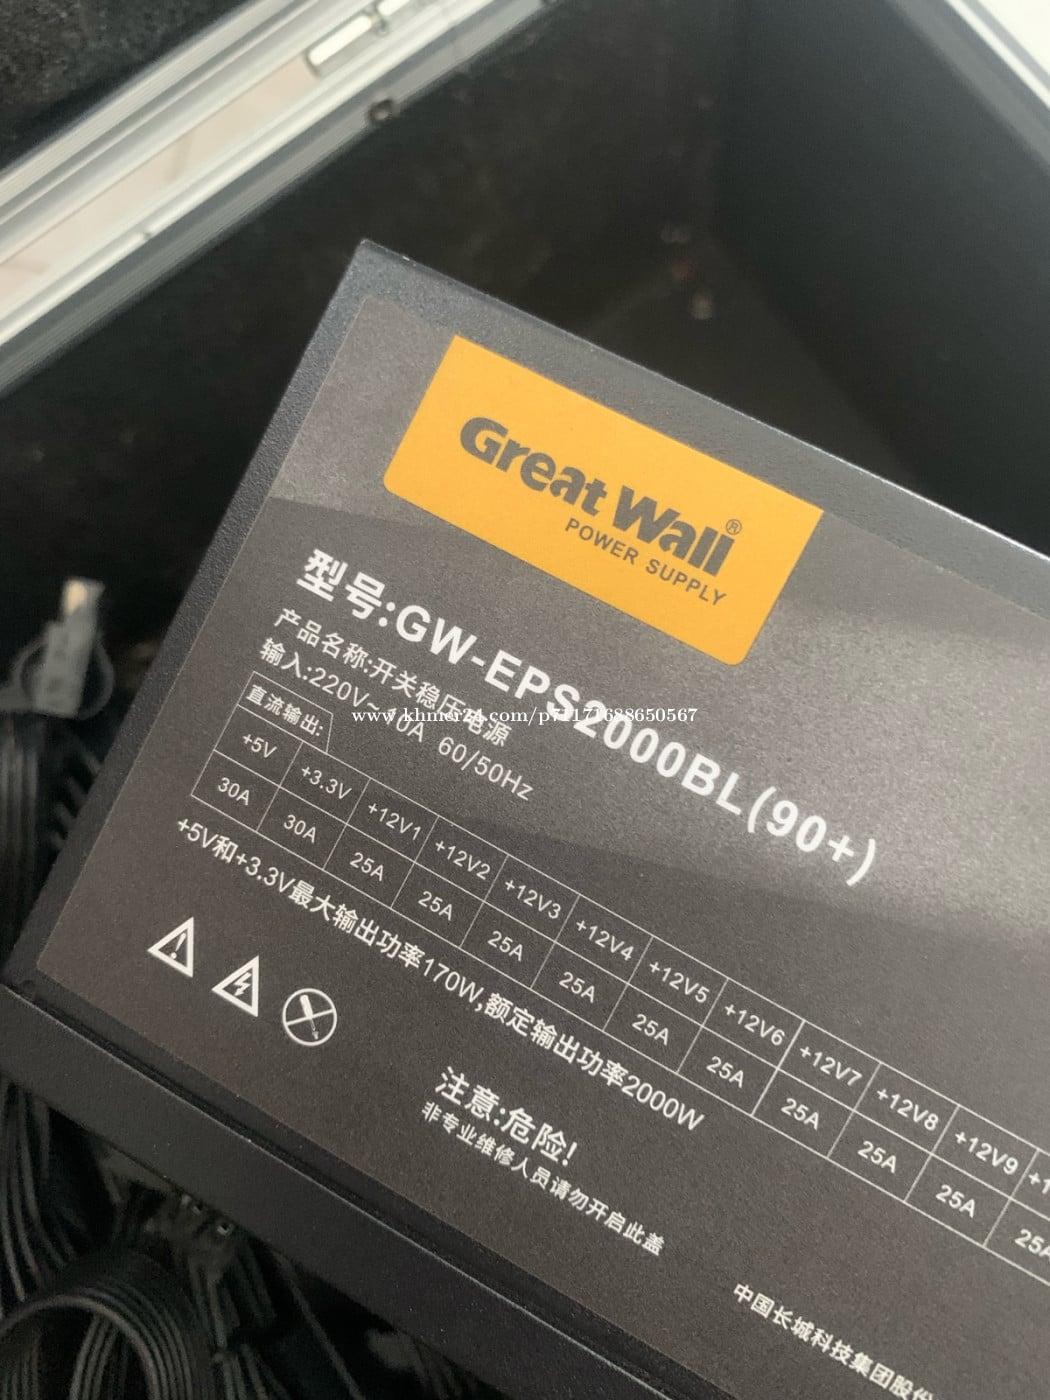 Great Wall®
POWER SUPPLY
型号:GW-EPS2000BL(90+)
产品名称:开关稳压电源
输入:220V~ 60/50Hz
www.khmer24.com/p71171688650567
直流输出:
+5V +3.3V +12V1 +12V2 +12V3 +12V4 +12V5 +12V6 +12V7 +12V8 +12V9
30A 30A 25A 25A 25A 25A 25A 25A 25A 25A 25A
+5V和+3.3V最大输出功率170W,额定输出功率2000W
注意:危险!
非专业维修人员请勿开启此盖
中国长城科技集团股份